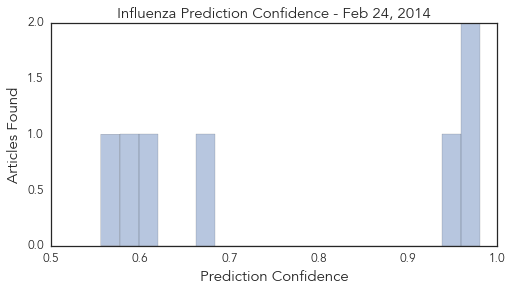 Influenza Prediction Confidence - Feb 24, 2014
Articles Found
2.0
1.5
1.0
0.5
0.0
0.5 0.6 0.7 0.8 0.9 1.0
Prediction Confidence